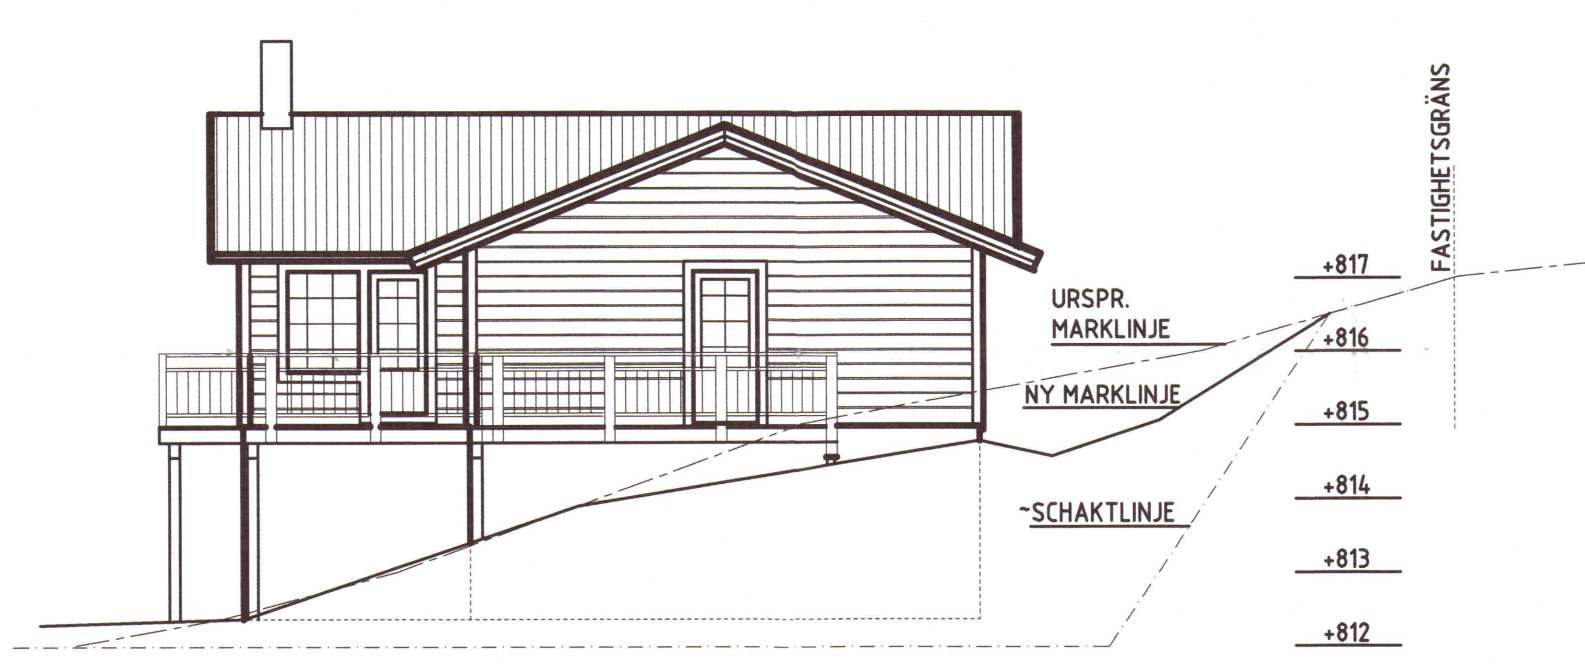 FASTIGHETSGRÄNS
+817
URSPR.
MARKLINJE
+816
NY MARKLINJE
+815
+814
~SCHAKTLINJE
+813
+812